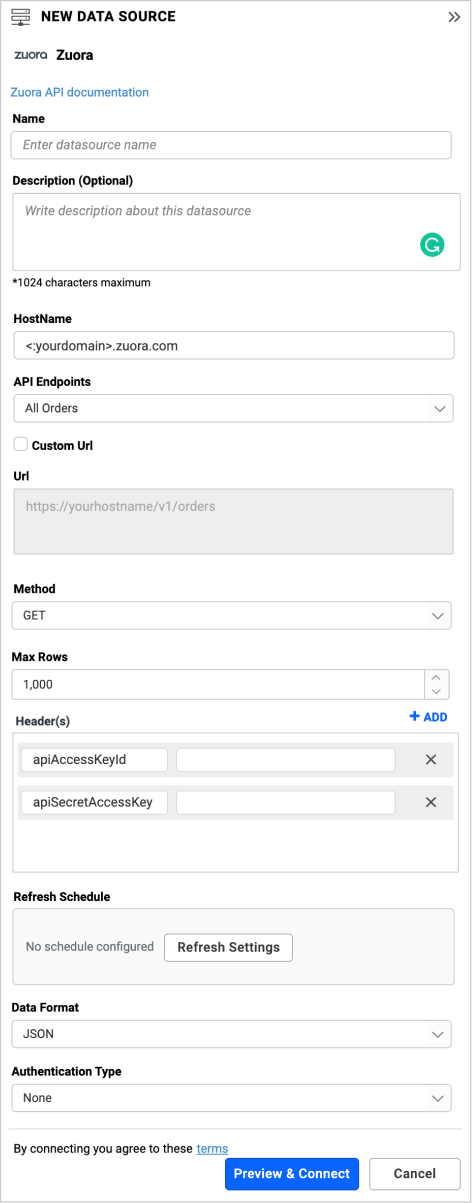 NEW DATA SOURCE
zuora Zuora
Zuora API documentation
Name
Enter datasource name
Description (Optional)
Write description about this datasource
*1024 characters maximum
HostName
<:yourdomain>.zuora.com
API Endpoints
All Orders
Custom Url
Url
https://yourhostname/v1/orders
Method
GET
Max Rows
1,000
+ ADD
Header(s)
apiAccessKeyId
apiSecretAccessKey
Refresh Schedule
No schedule configured Refresh Settings
Data Format
JSON
Authentication Type
None
By connecting you agree to these terms
Preview & Connect Cancel